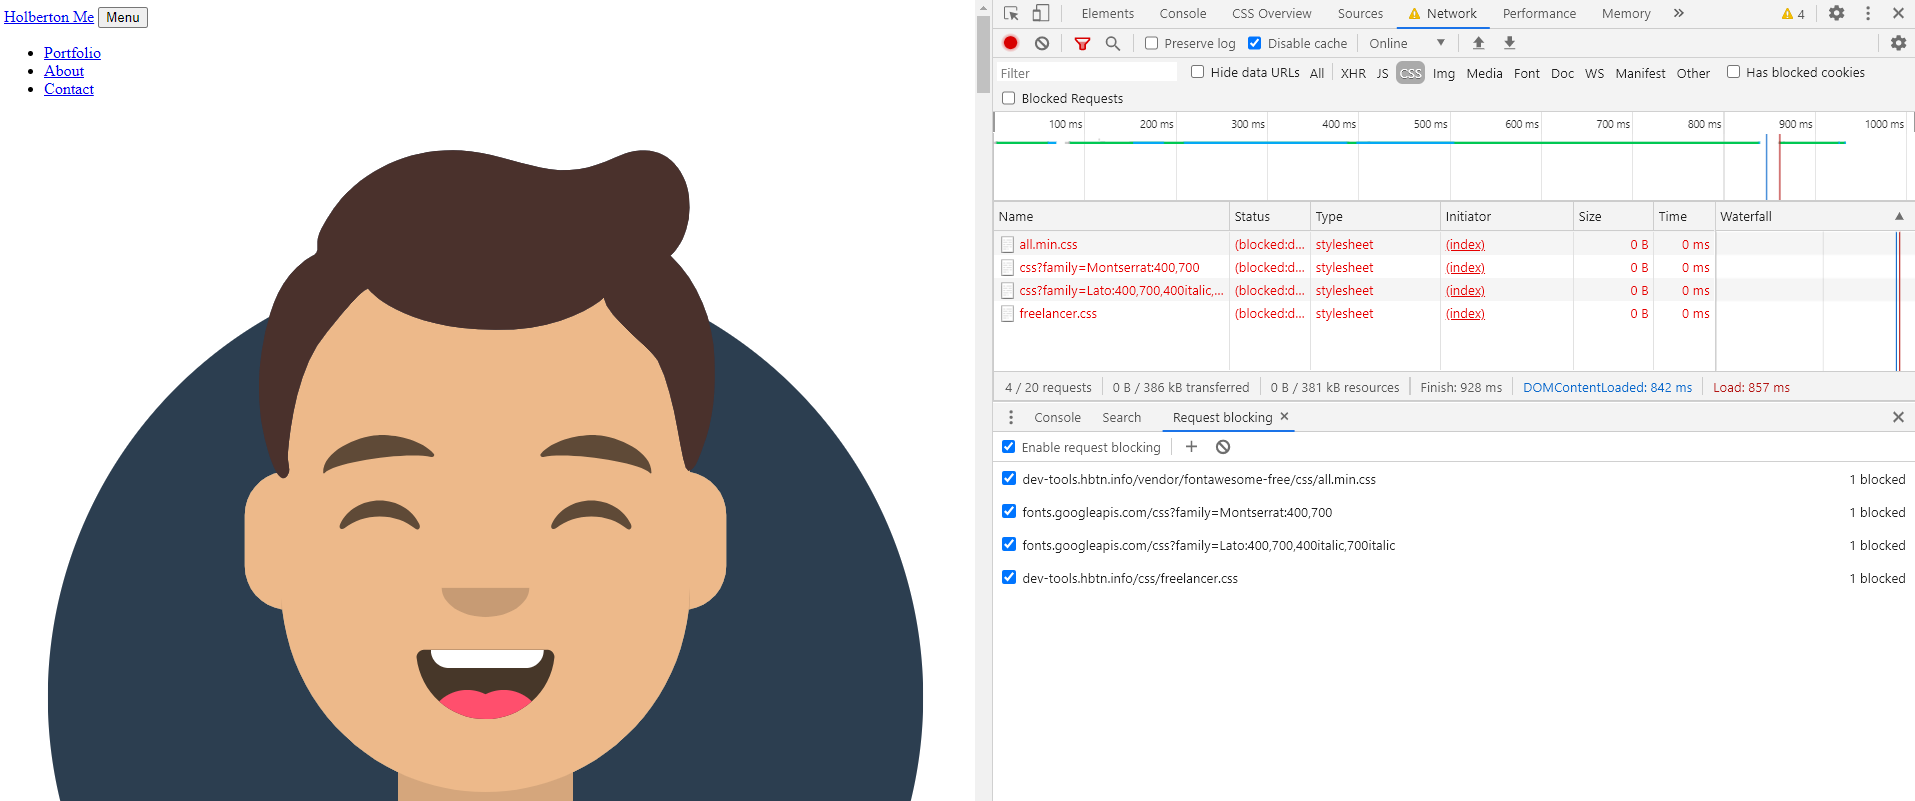 Holberton Me Menu
Portfolio
About
Contact
Elements Console CSS Overview Sources Network Performance Memory 4
Preserve log Disable cache Online
Filter Hide data URLs All XHR JS CSS Img Media Font Doc WS Manifest Other Has blocked cookies
Blocked Requests
100 ms 200 ms 300 ms 400 ms 500 ms 600 ms 700 ms 800 ms 900 ms 1000 ms
Name Status Type Initiator Size Time Waterfall
all.min.css (blocked:d... stylesheet (index) 0 B 0 ms
css?family=Montserrat:400,700 (blocked:d... stylesheet (index) 0 B 0 ms
css?family=Lato:400,700,400italic,... (blocked:d... stylesheet (index) 0 B 0 ms
freelancer.css (blocked:d... stylesheet (index) 0 B 0 ms
4 / 20 requests 0 B / 386 kB transferred 0 B / 381 kB resources Finish: 928 ms DOMContentLoaded: 842 ms Load: 857 ms
Console Search Request blocking
Enable request blocking
dev-tools.hbtn.info/vendor/fontawesome-free/css/all.min.css 1 blocked
fonts.googleapis.com/css?family=Montserrat:400,700 1 blocked
fonts.googleapis.com/css?family=Lato:400,700,400italic,700italic 1 blocked
dev-tools.hbtn.info/css/freelancer.css 1 blocked